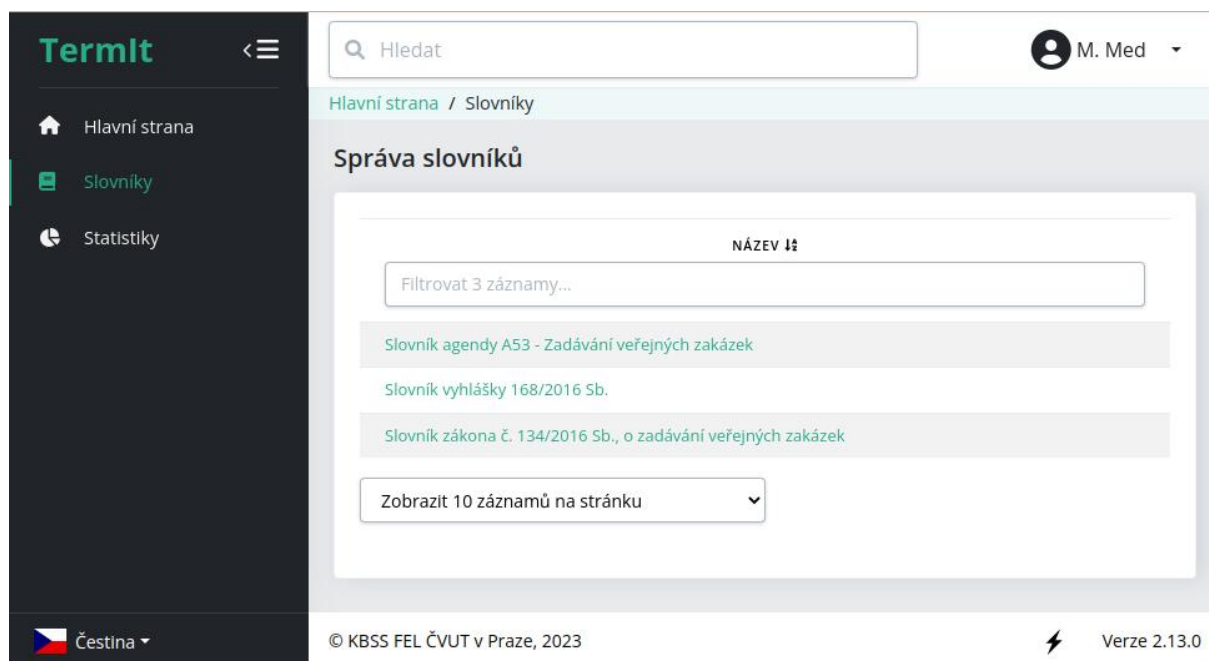 TermIt
Hledat
M. Med
Hlavní strana
Slovníky
Statistiky
Hlavní strana / Slovníky
Správa slovníků
NÁZEV
Filtrovat 3 záznamy...
Slovník agendy A53 - Zadávání veřejných zakázek
Slovník vyhlášky 168/2016 Sb.
Slovník zákona č. 134/2016 Sb., o zadávání veřejných zakázek
Zobrazit 10 záznamů na stránku
Čestina
© KBSS FEL ČVUT v Praze, 2023
Verze 2.13.0